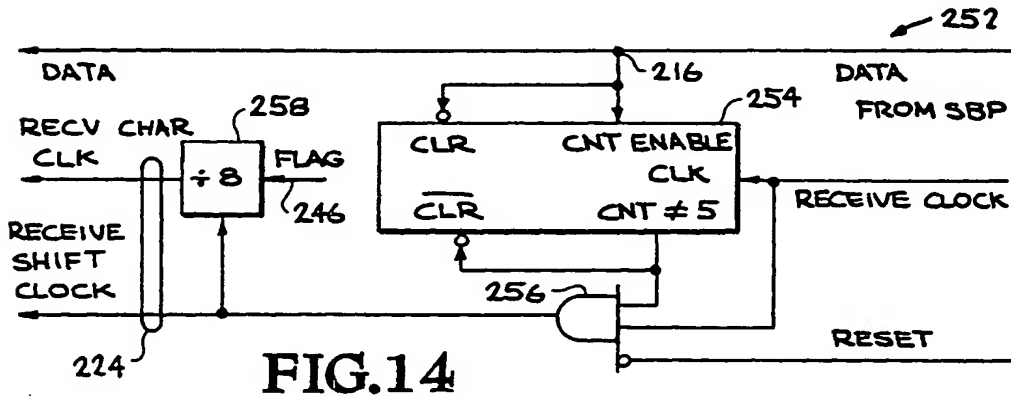 252
DATA
216
DATA
258
254
FROM SBP
RECV CHAR
CLK
÷8
FLAG
246
CLR
CNT ENABLE
CLK
CLR
CNT ≠ 5
RECEIVE CLOCK
RECEIVE
SHIFT
CLOCK
256
224
RESET
FIG.14